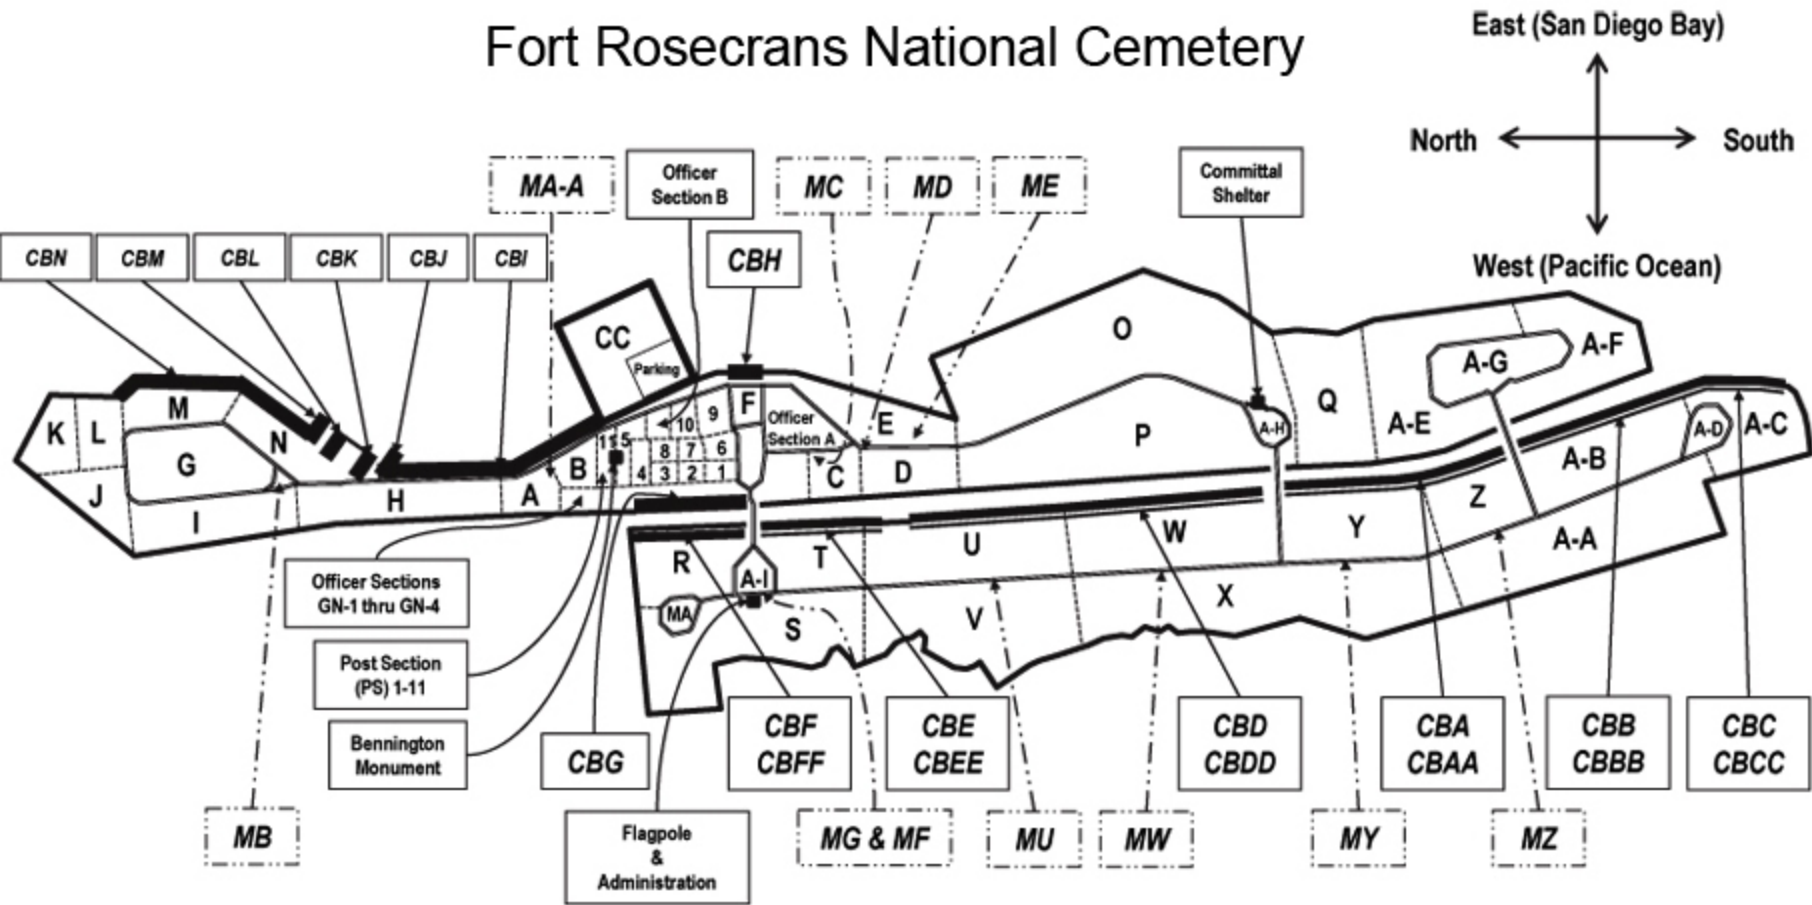 Fort Rosecrans National Cemetery
East (San Diego Bay)
North
South
West (Pacific Ocean)
MA-A
Officer
Section B
MC
MD
ME
Committal
Shelter
CBN
CBM
CBL
CBK
CBJ
CBI
CBH
CC
Parking
O
A-G
A-F
K
L
M
N
G
J
I
H
A
B
11
5
10
9
8
7
6
4
3
2
1
F
Officer
Section A
E
C
D
P
A-H
Q
A-E
A-D
A-C
A-B
Z
Y
A-A
W
U
T
R
A-I
MA
S
V
X
Officer Sections
GN-1 thru GN-4
Post Section
(PS) 1-11
Bennington
Monument
CBG
CBF
CBFF
CBE
CBEE
CBD
CBDD
CBA
CBAA
CBB
CBBB
CBC
CBCC
MB
Flagpole
&
Administration
MG & MF
MU
MW
MY
MZ